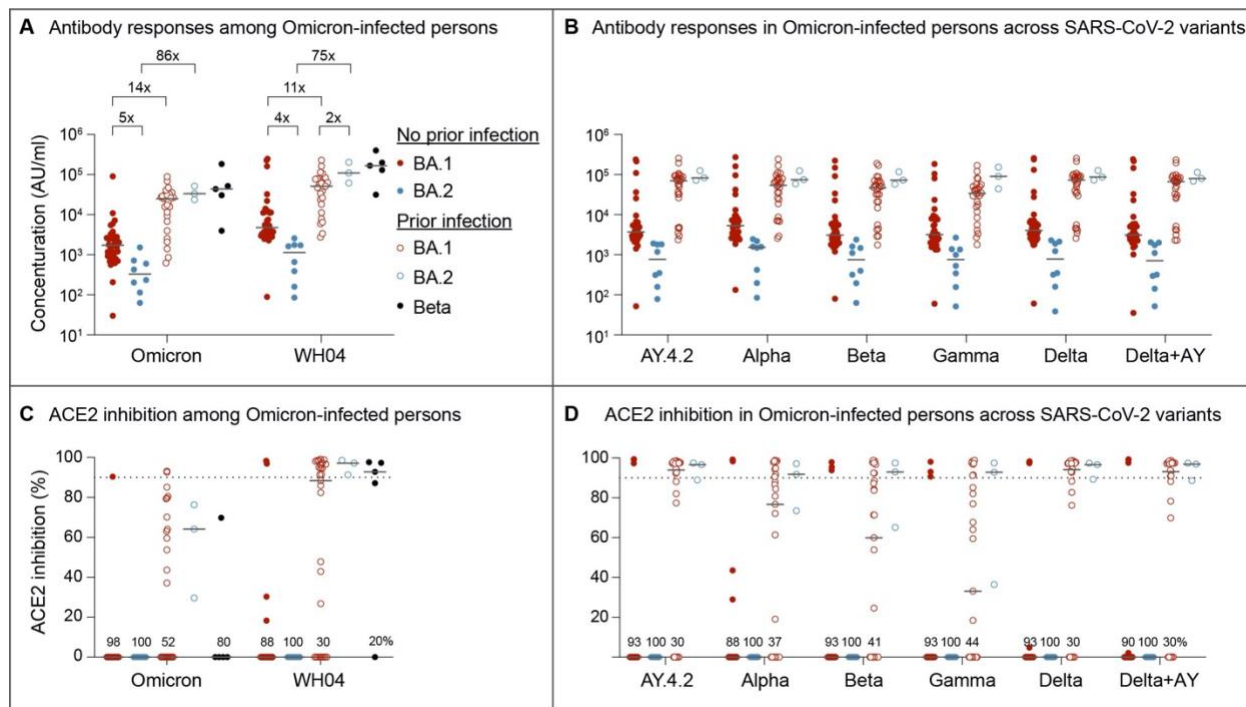 A Antibody responses among Omicron-infected persons
86x 75x
14x 11x
5x 4x 2x
Concenturation (AU/ml)
10⁶
10⁵
10⁴
10³
10²
10¹
Omicron WH04
No prior infection
BA.1
BA.2
Prior infection
BA.1
BA.2
Beta
B Antibody responses in Omicron-infected persons across SARS-CoV-2 variants
10⁶
10⁵
10⁴
10³
10²
10¹
AY.4.2 Alpha Beta Gamma Delta Delta+AY
C ACE2 inhibition among Omicron-infected persons
ACE2 inhibition (%)
100
80
60
40
20
0
98 100 52 80 88 100 30 20%
Omicron WH04
D ACE2 inhibition in Omicron-infected persons across SARS-CoV-2 variants
100
80
60
40
20
93 100 30 88 100 37 93 100 41 93 100 44 93 100 30 90 100 30%
AY.4.2 Alpha Beta Gamma Delta Delta+AY